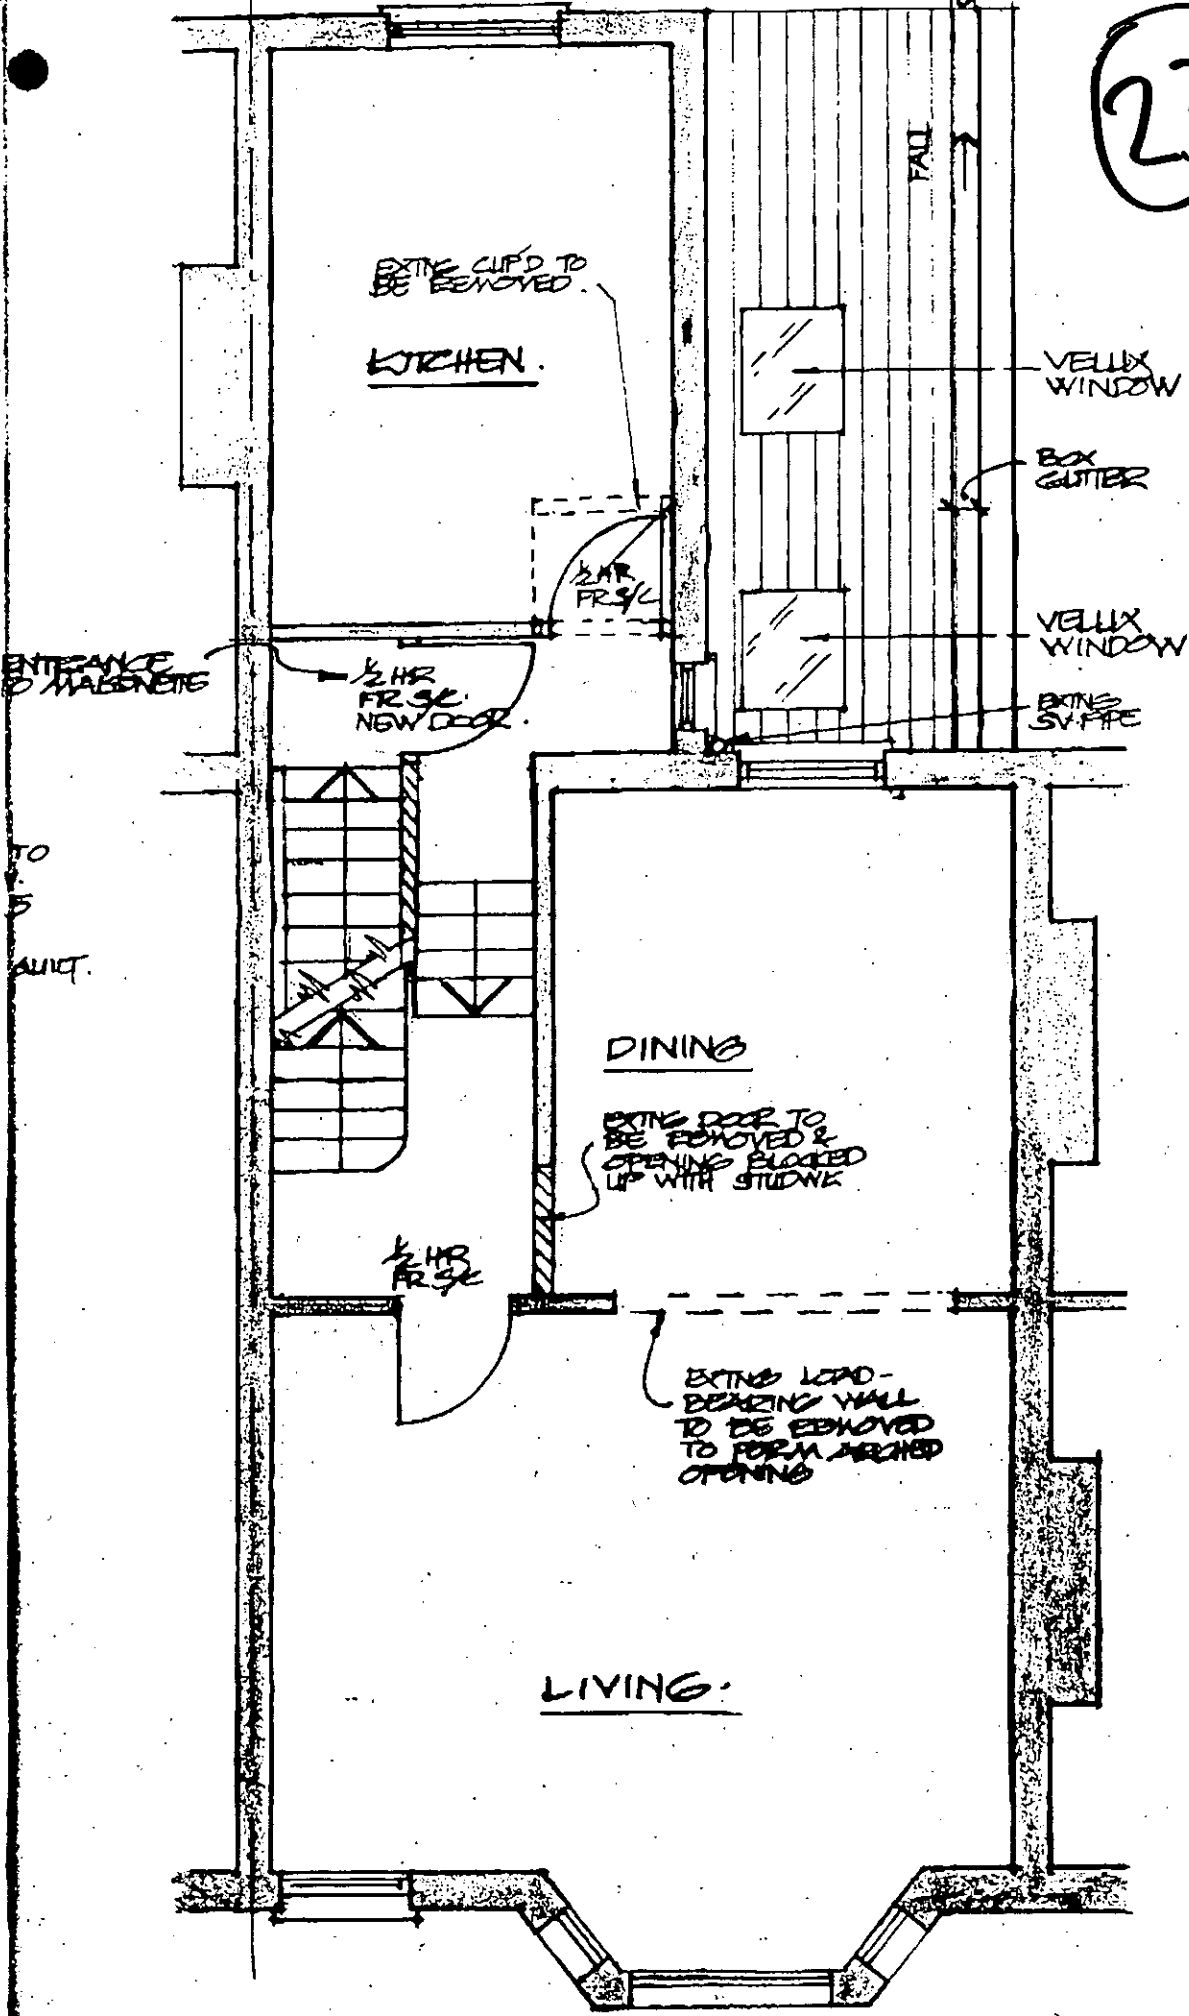 FALL
EXTNG CUP'D TO
BE REMOVED.
KITCHEN.
VELUX
WINDOW
BOX
GUTTER
½ HR
FR S/C
VELUX
WINDOW
ENTRANCE
TO MAISONETTE
½ HR
FR S/C
NEW DOOR.
EXTNG
SV. PIPE
TO
AULT.
DINING
EXTNG DOOR TO
BE REMOVED &
OPENING BLOCKED
UP WITH STUDWK
½ HR
FR S/C
EXTNG LOAD-
BEARING WALL
TO BE REMOVED
TO FORM ARCHED
OPENING
LIVING.